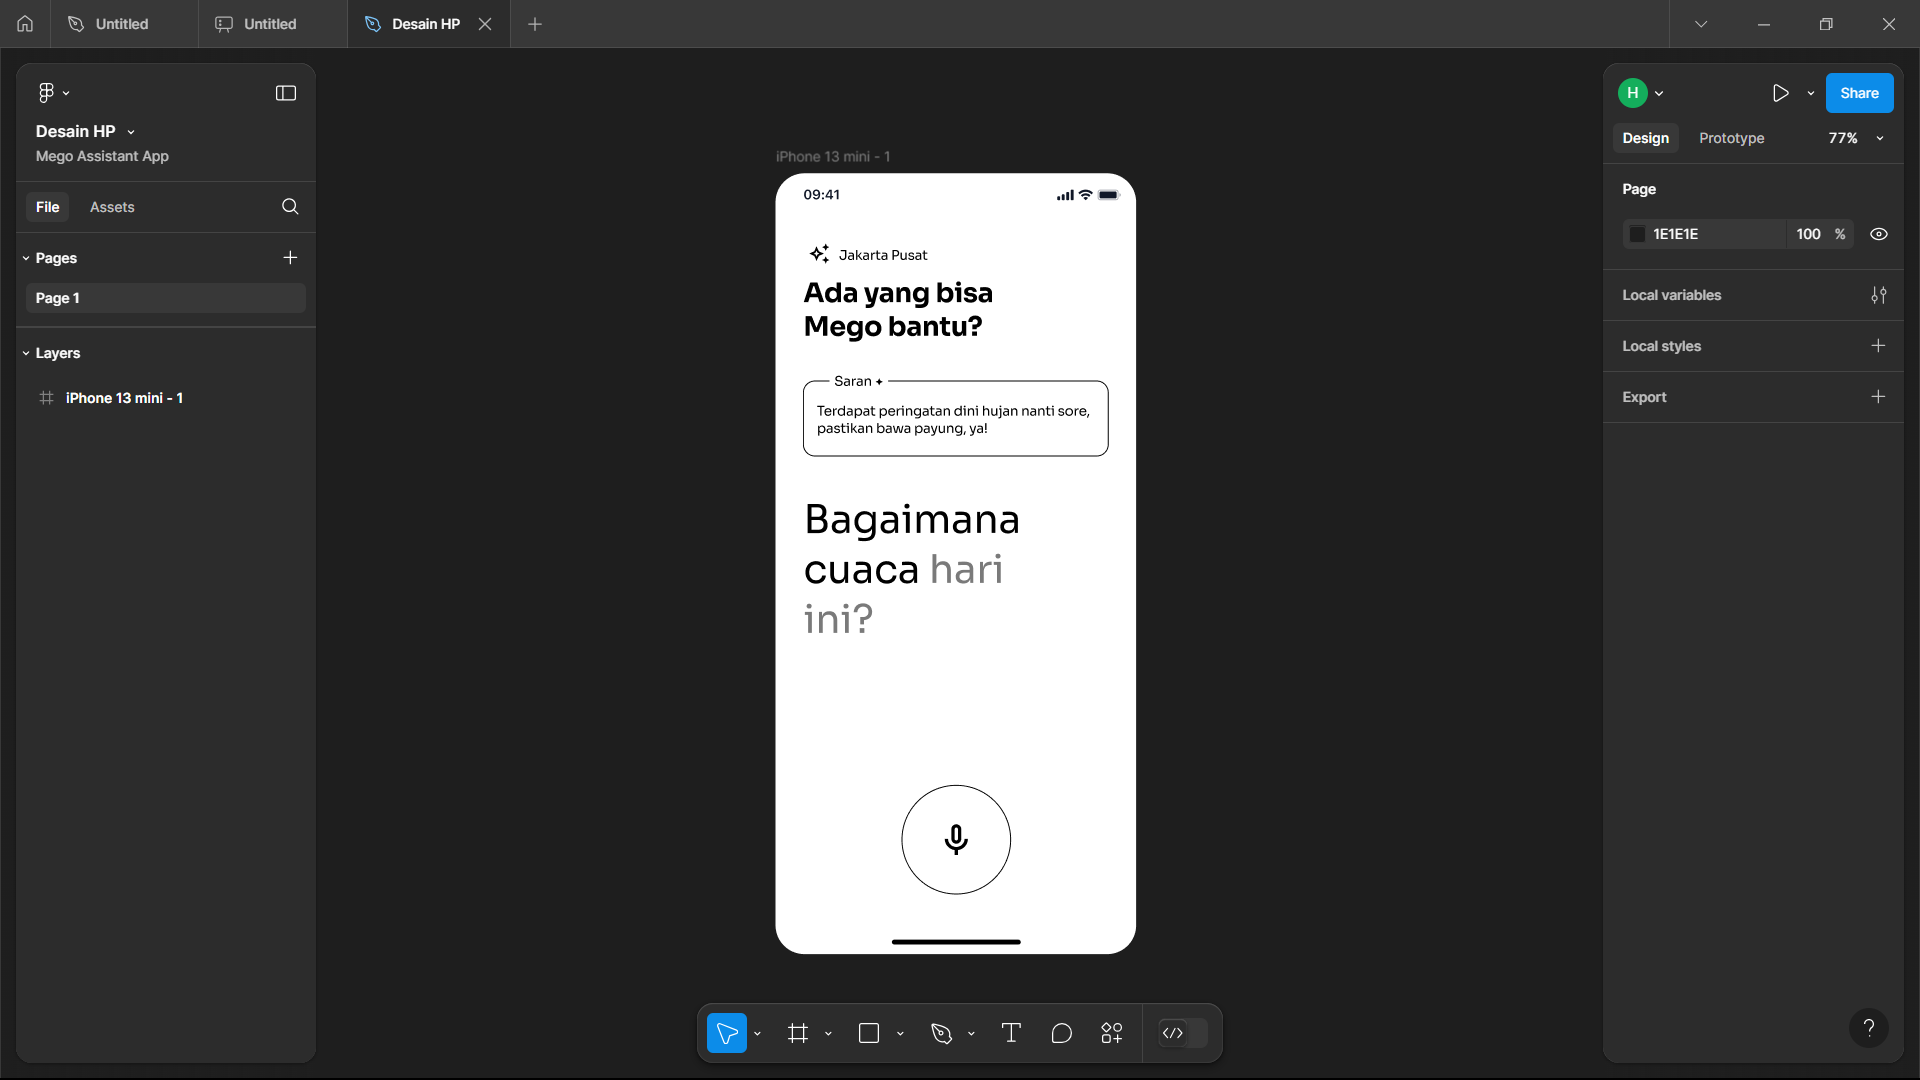 Untitled
Untitled
Desain HP
Desain HP
Mego Assistant App
File
Assets
Pages
Page 1
Layers
iPhone 13 mini - 1
iPhone 13 mini - 1
09:41
Jakarta Pusat
Ada yang bisa
Mego bantu?
Saran
Terdapat peringatan dini hujan nanti sore,
pastikan bawa payung, ya!
Bagaimana
cuaca hari
ini?
H
Share
Design
Prototype
77%
Page
1E1E1E
100 %
Local variables
Local styles
Export
?